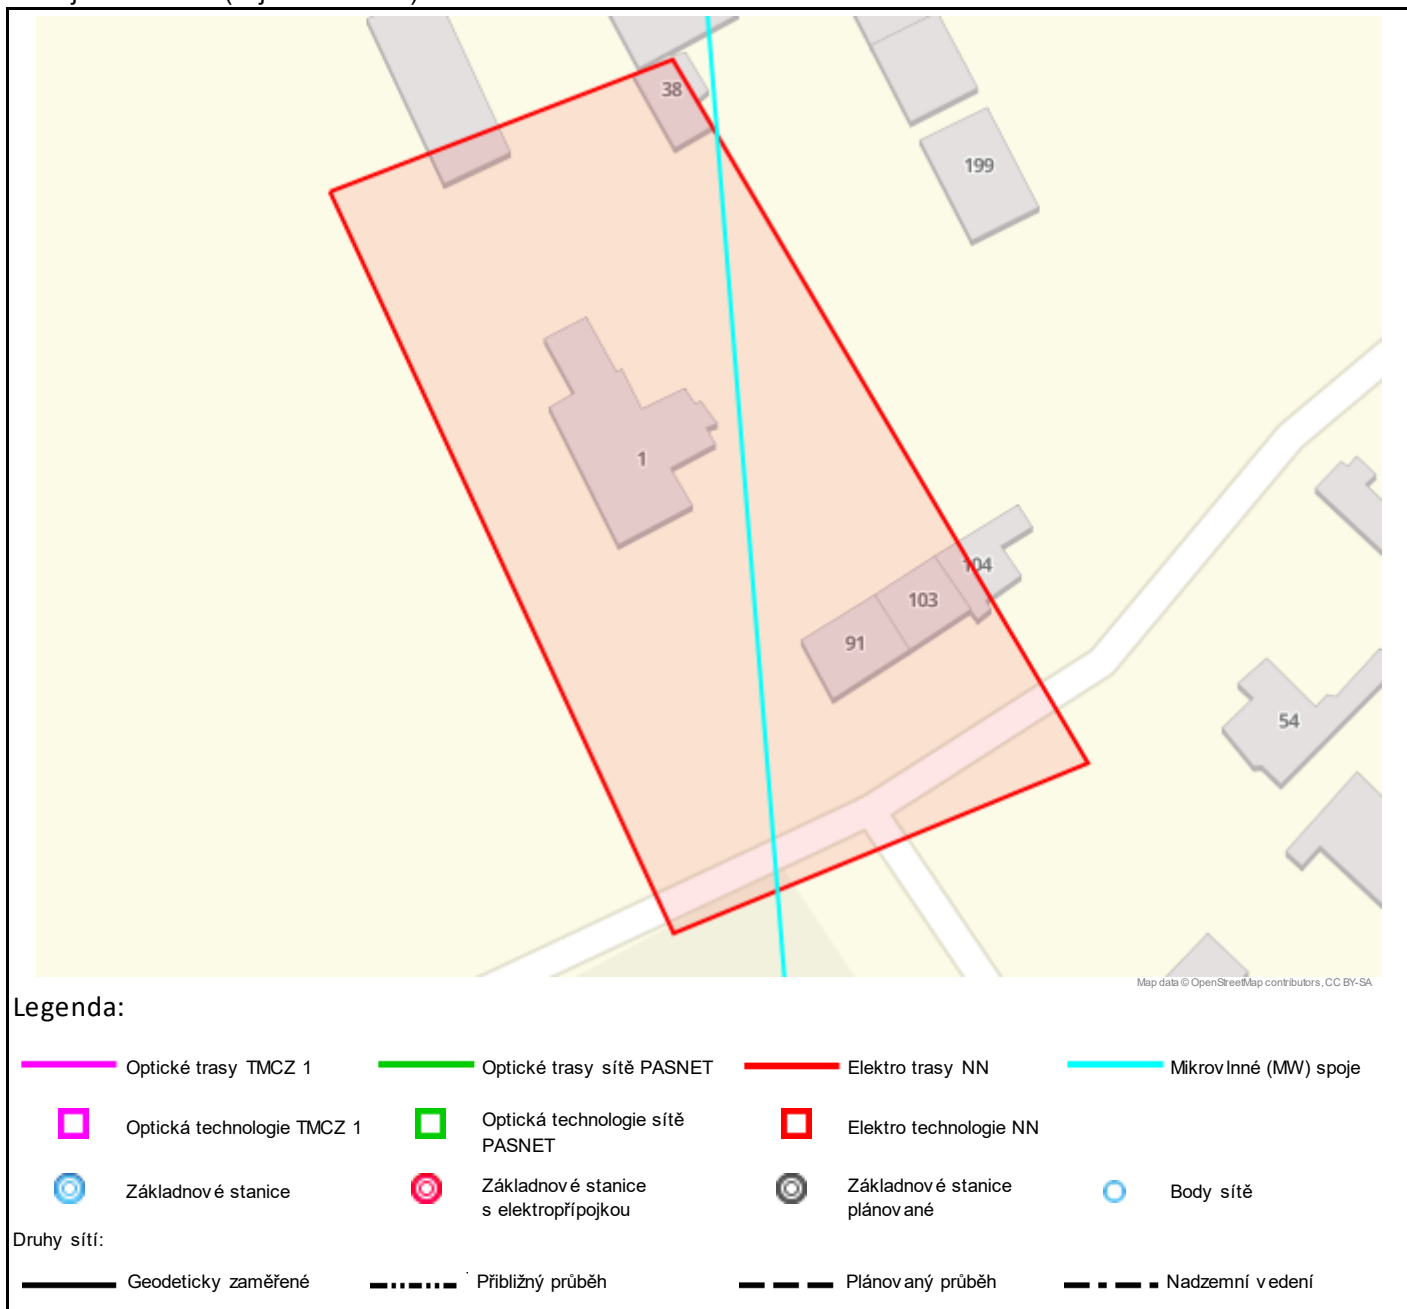 38
199
1
104
103
91
54
Map data © OpenStreetMap contributors, CC BY-SA
Legenda:
Optické trasy TMCZ 1
Optické trasy sítě PASNET
Elektro trasy NN
Mikrovlnné (MW) spoje
Optická technologie TMCZ 1
Optická technologie sítě
PASNET
Elektro technologie NN
Základnové stanice
Základnové stanice
s elektropřípojkou
Základnové stanice
plánované
Body sítě
Druhy sítí:
Geodeticky zaměřené
Přibližný průběh
Plánovaný průběh
Nadzemní vedení